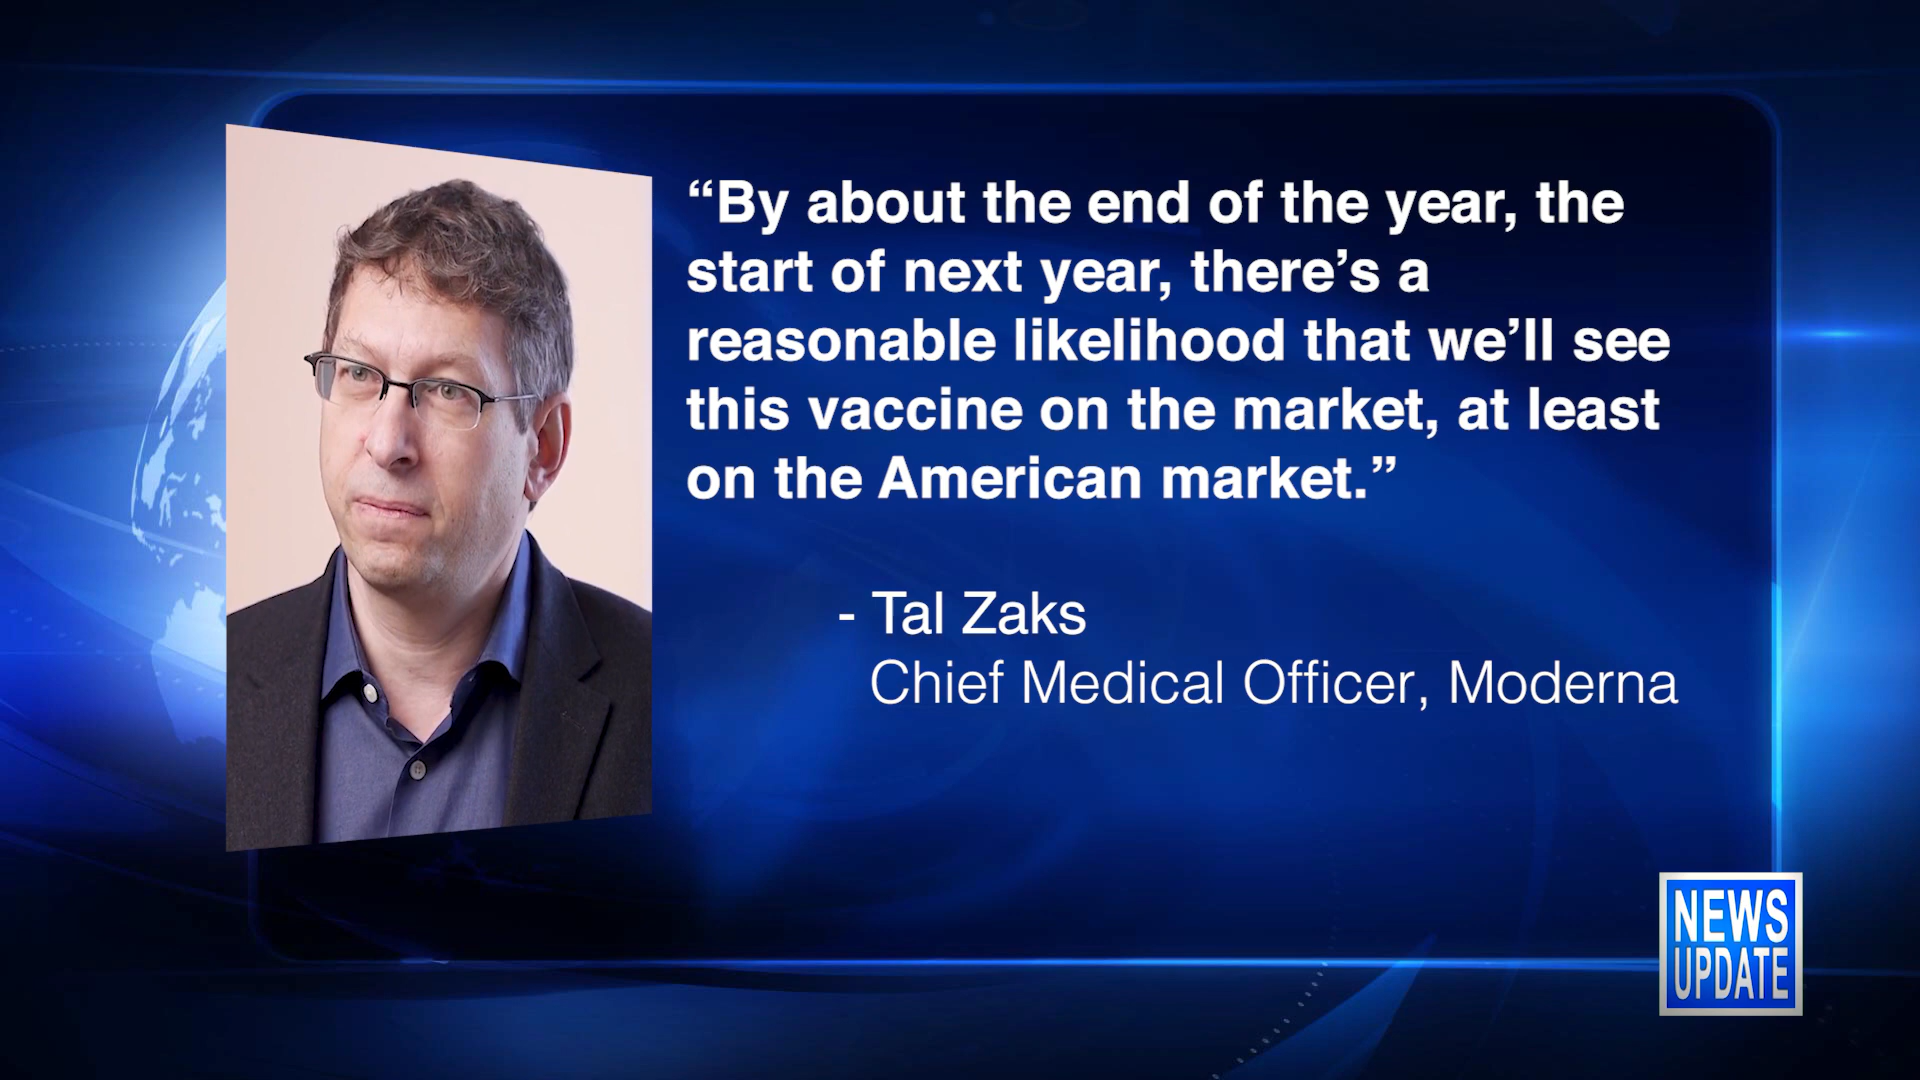 “By about the end of the year, the
start of next year, there’s a
reasonable likelihood that we’ll see
this vaccine on the market, at least
on the American market.”
- Tal Zaks
Chief Medical Officer, Moderna
NEWS
UPDATE